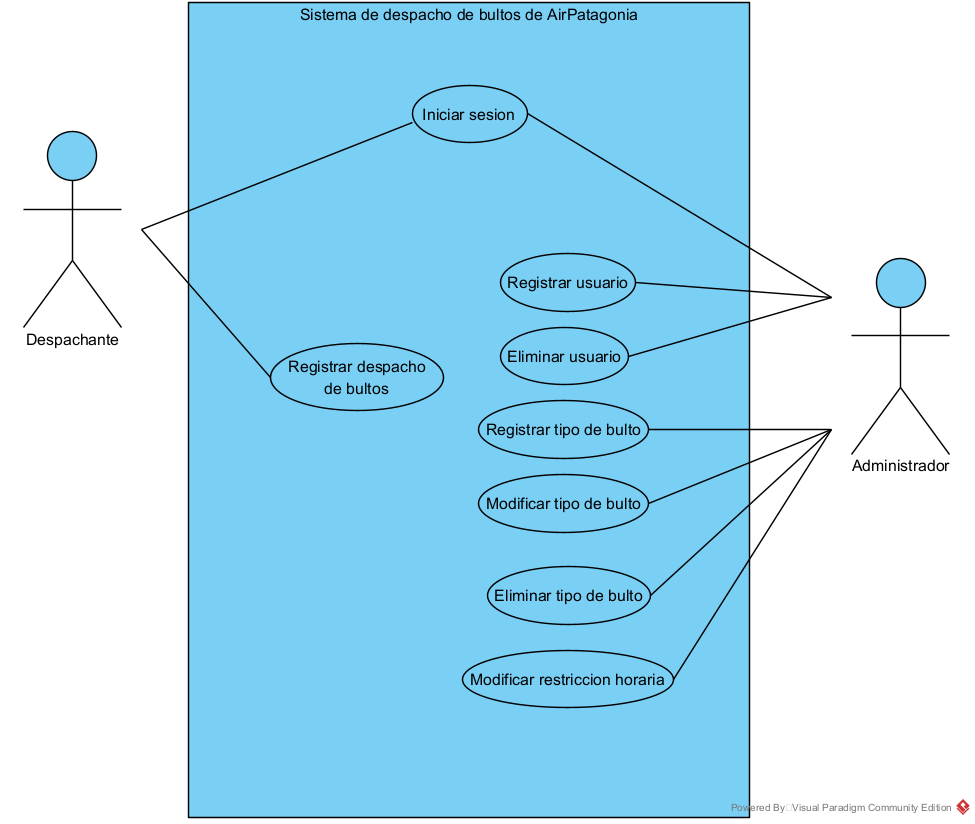 Sistema de despacho de bultos de AirPatagonia
Iniciar sesion
Despachante
Registrar usuario
Eliminar usuario
Registrar despacho
de bultos
Registrar tipo de bulto
Administrador
Modificar tipo de bulto
Eliminar tipo de bulto
Modificar restriccion horaria
Powered By Visual Paradigm Community Edition